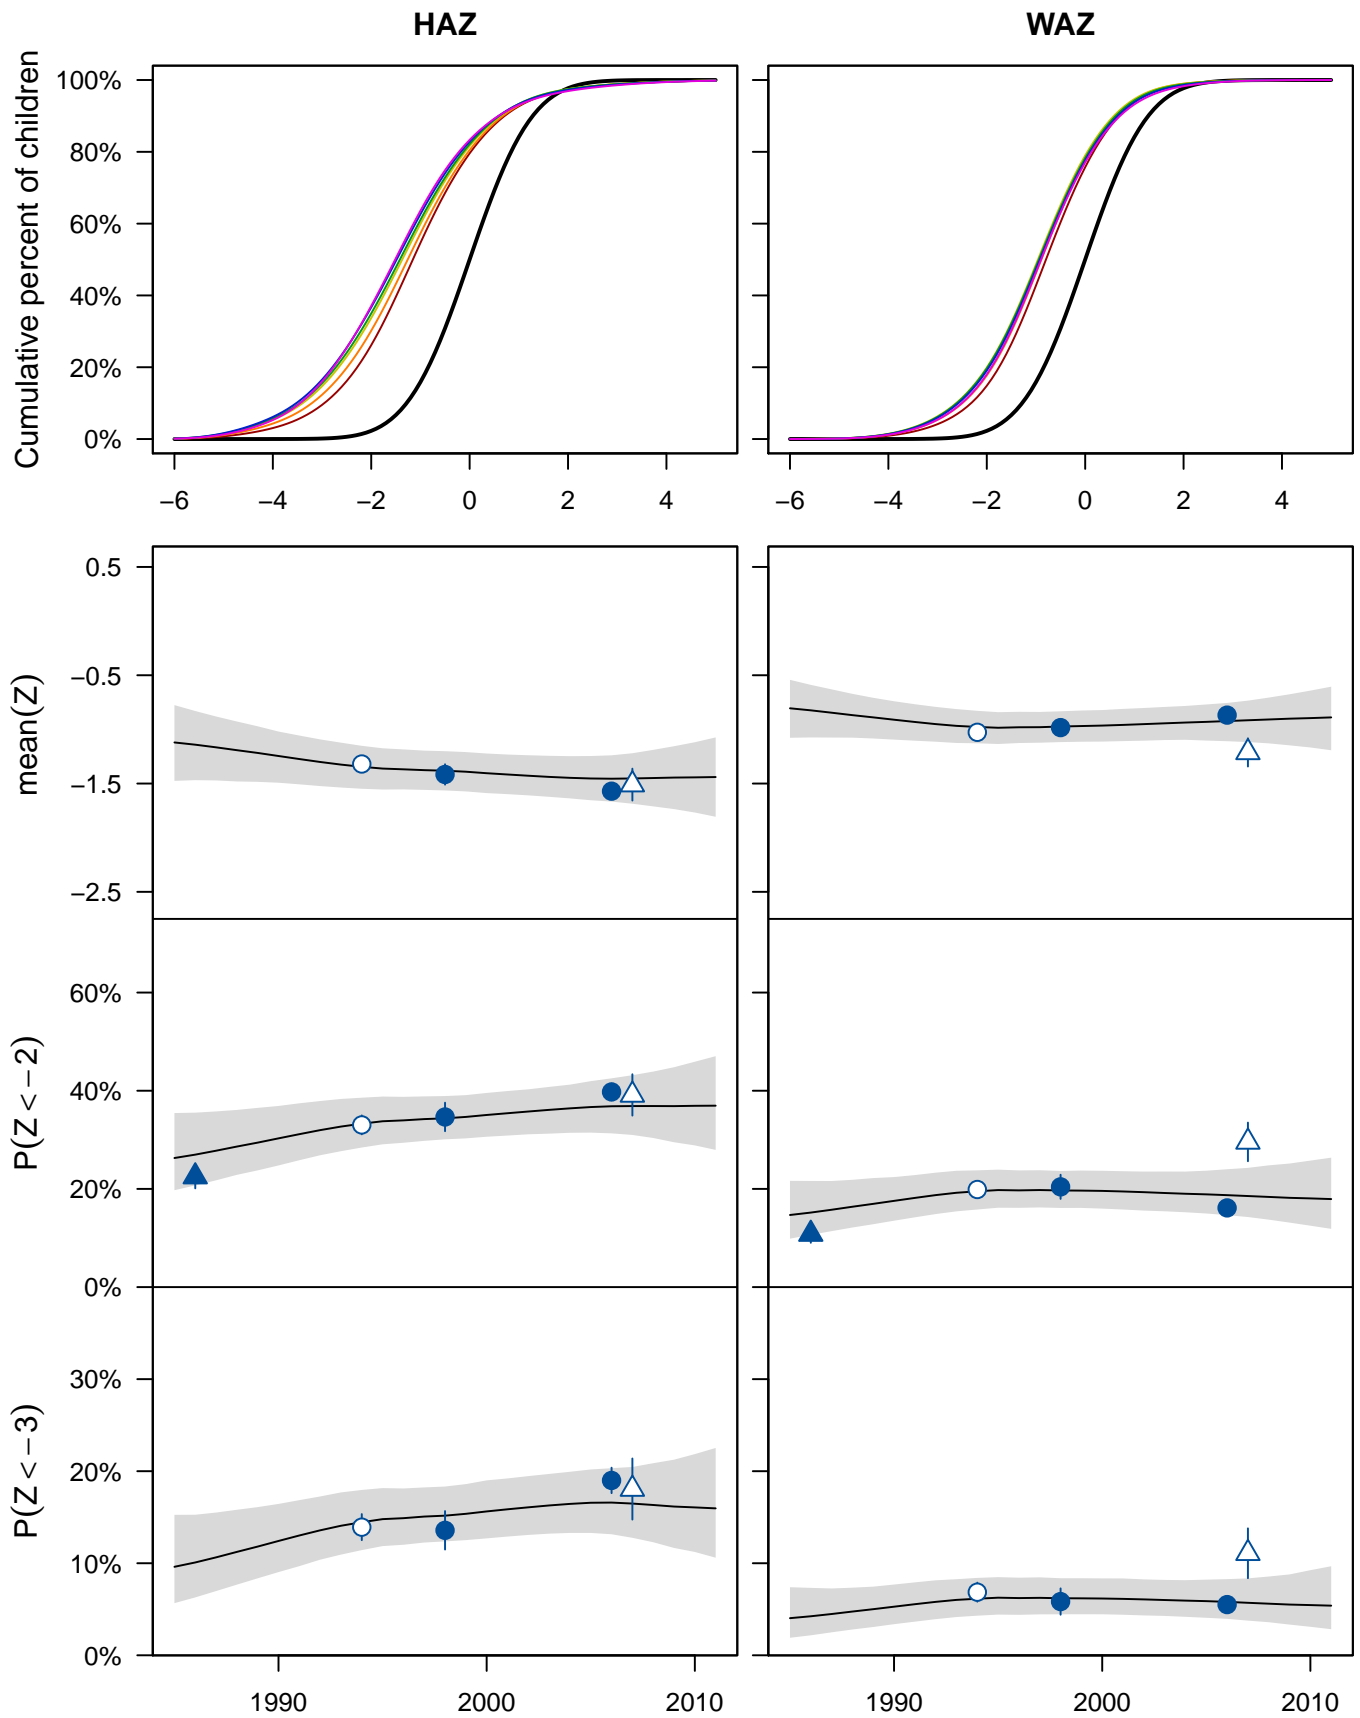 HAZ WAZ
Cumulative percent of children
100%
80%
60%
40%
20%
0%
−6 −4 −2 0 2 4
−6 −4 −2 0 2 4
mean(Z)
0.5
−0.5
−1.5
−2.5
P(Z < −2)
60%
40%
20%
0%
P(Z < −3)
30%
20%
10%
0%
1990 2000 2010
1990 2000 2010